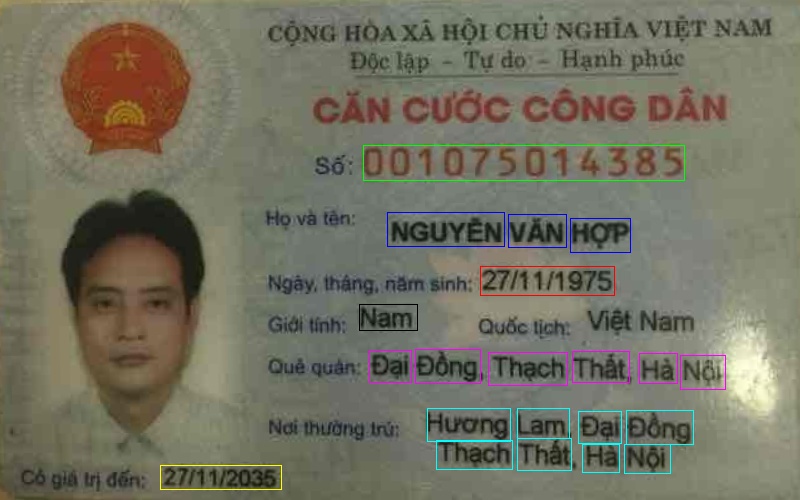 CỘNG HÒA XÃ HỘI CHỦ NGHĨA VIỆT NAM
Độc lập - Tự do - Hạnh phúc
CĂN CƯỚC CÔNG DÂN
Số: 001075014385
Họ và tên: NGUYỄN VĂN HỢP
Ngày, tháng, năm sinh: 27/11/1975
Giới tính: Nam Quốc tịch: Việt Nam
Quê quán: Đại Đồng, Thạch Thất, Hà Nội
Nơi thường trú: Hương Lam, Đại Đồng
Thạch Thất, Hà Nội
Có giá trị đến: 27/11/2035